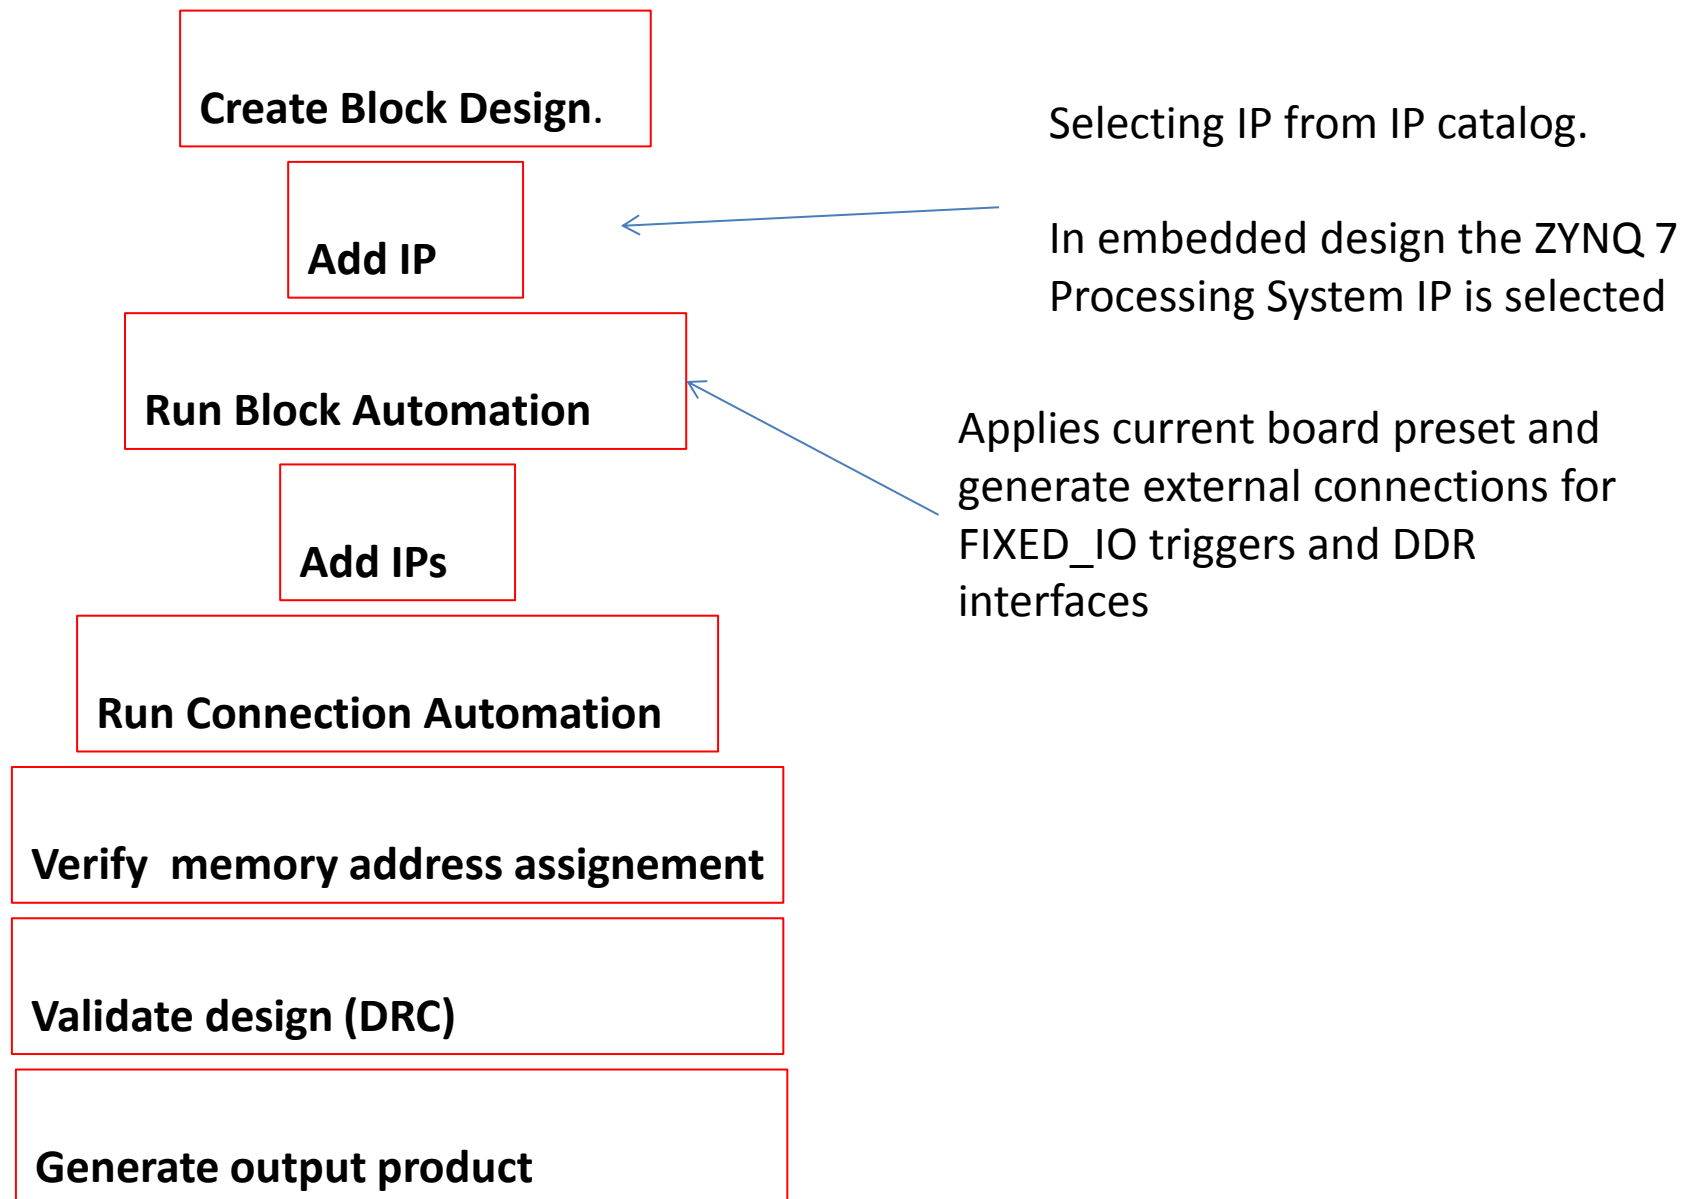 Create Block Design.
Selecting IP from IP catalog.
Add IP
In embedded design the ZYNQ 7
Processing System IP is selected
Run Block Automation
Applies current board preset and
generate external connections for
FIXED_IO triggers and DDR
interfaces
Add IPs
Run Connection Automation
Verify  memory address assignement
Validate design (DRC)
Generate output product